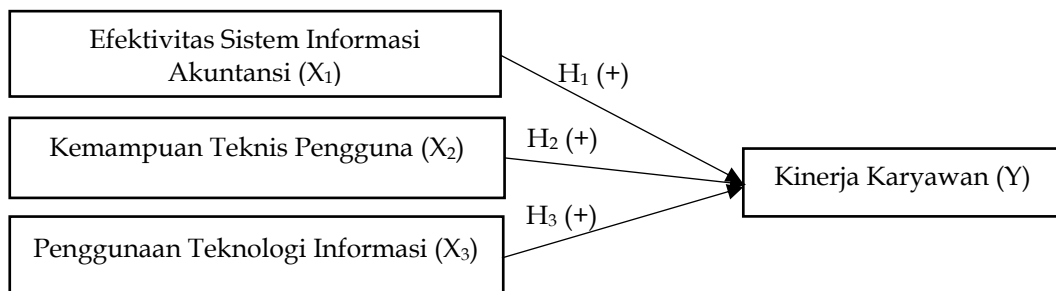 Efektivitas Sistem Informasi
Akuntansi (X₁)
H₁ (+)
Kemampuan Teknis Pengguna (X₂)
H₂ (+)
Kinerja Karyawan (Y)
H₃ (+)
Penggunaan Teknologi Informasi (X₃)